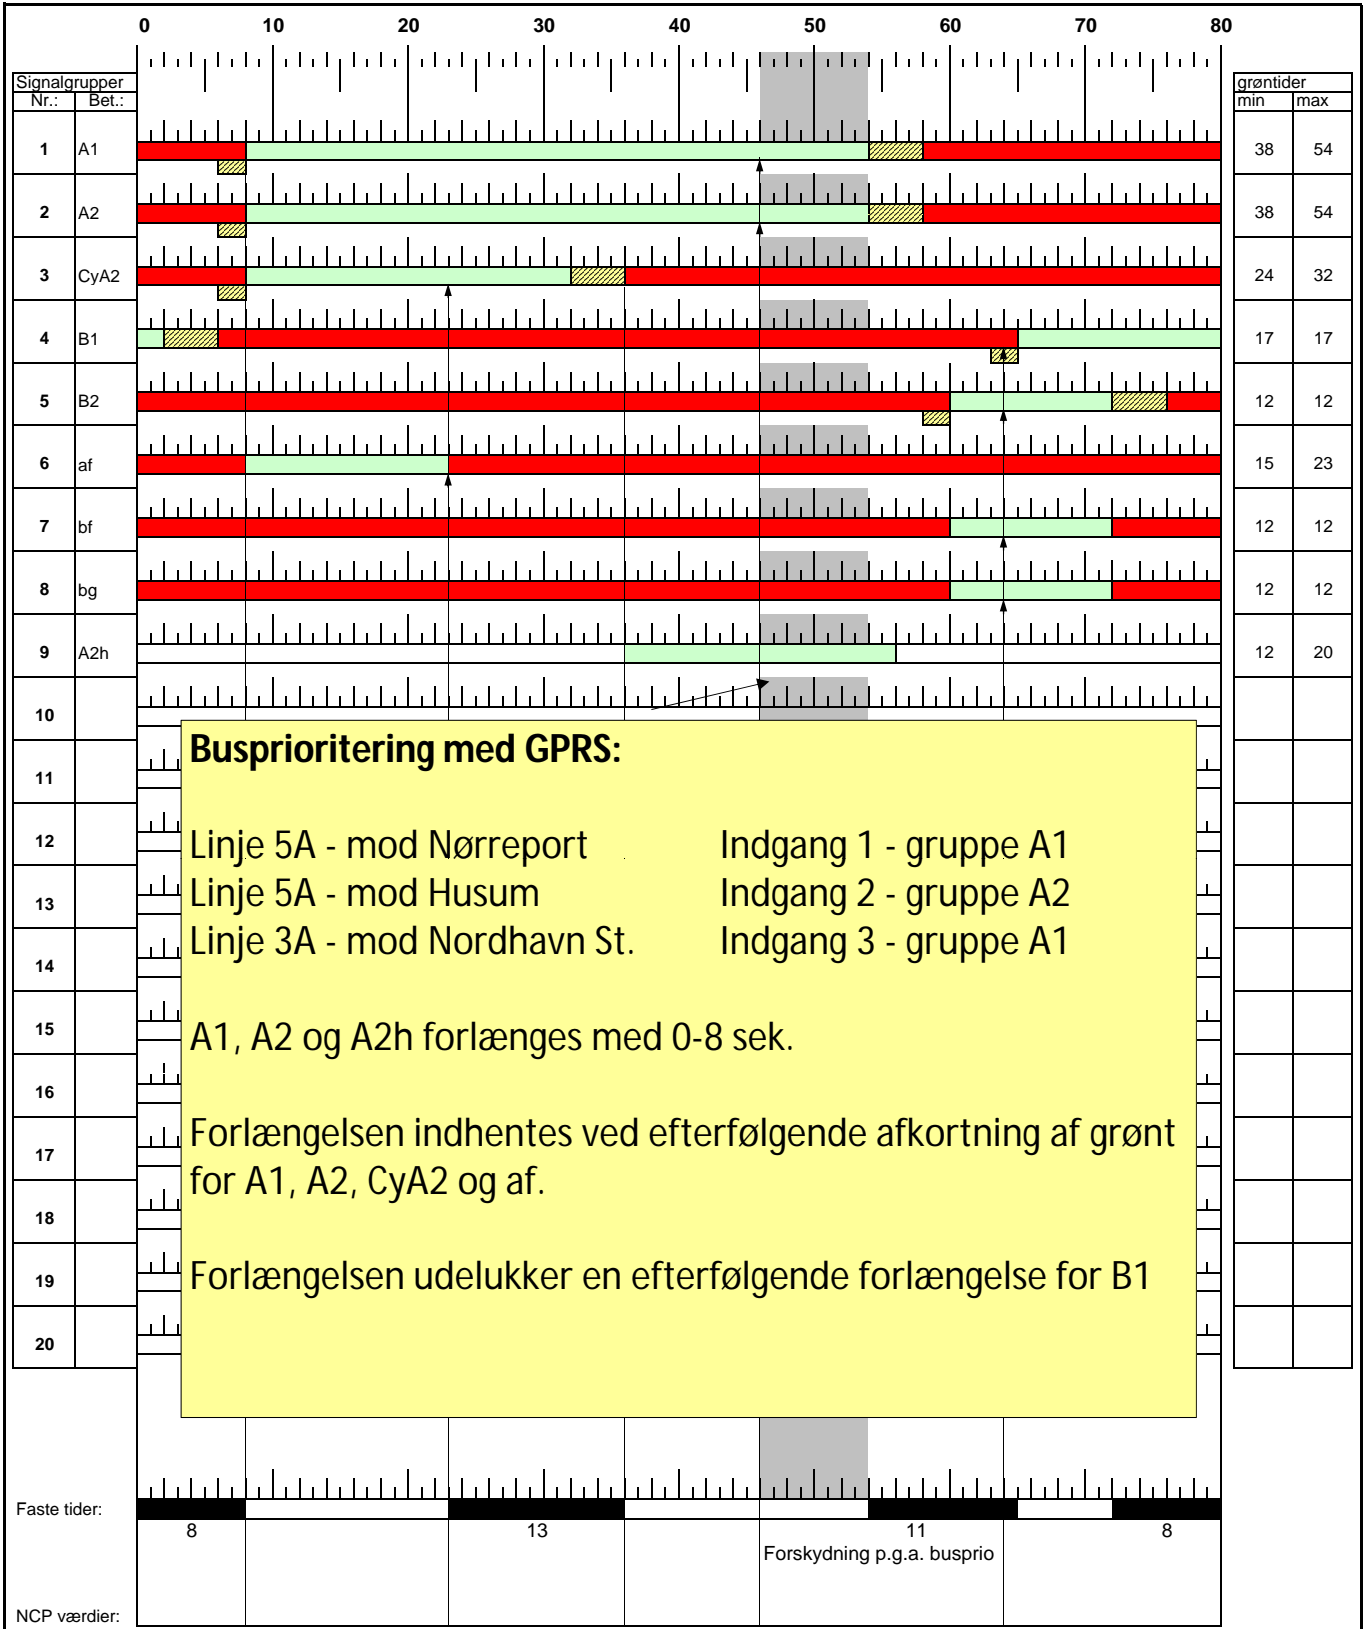 0 10 20 30 40 50 60 70 80
Signalgrupper grøntider
Nr.: Bet.: min max
1 A1 38 54
2 A2 38 54
3 CyA2 24 32
4 B1 17 17
5 B2 12 12
6 af 15 23
7 bf 12 12
8 bg 12 12
9 A2h 12 20
10
11
12
13
14
15
16
17
18
19
20
Busprioritering med GPRS:
Linje 5A - mod Nørreport Indgang 1 - gruppe A1
Linje 5A - mod Husum Indgang 2 - gruppe A2
Linje 3A - mod Nordhavn St. Indgang 3 - gruppe A1
A1, A2 og A2h forlænges med 0-8 sek.
Forlængelsen indhentes ved efterfølgende afkortning af grønt
for A1, A2, CyA2 og af.
Forlængelsen udelukker en efterfølgende forlængelse for B1
Faste tider:
8 13 11 8
Forskydning p.g.a. busprio
NCP værdier: